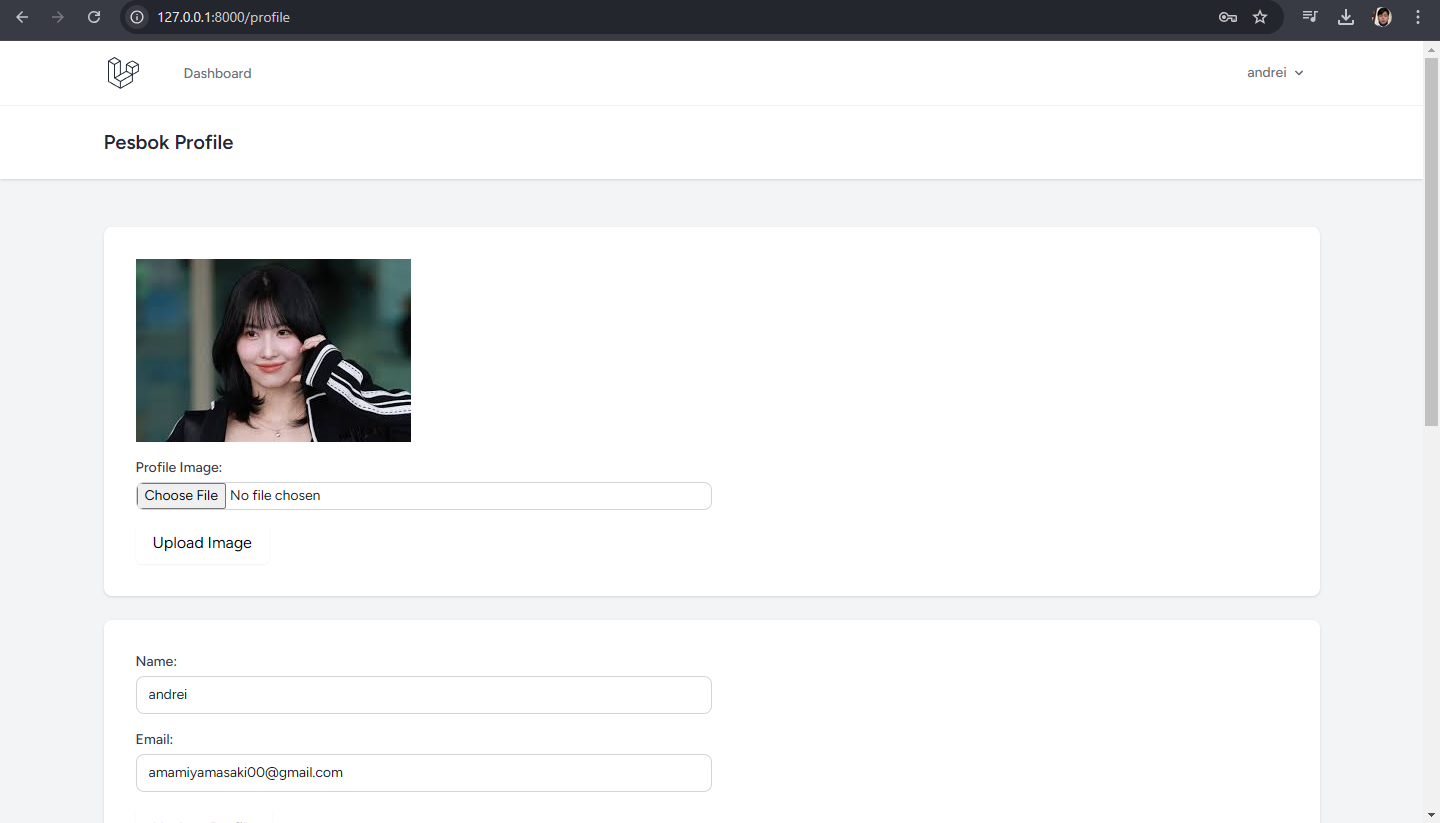 127.0.0.1:8000/profile
Dashboard
andrei
Pesbok Profile
Profile Image:
Choose File No file chosen
Upload Image
Name:
andrei
Email:
amamiyamasaki00@gmail.com